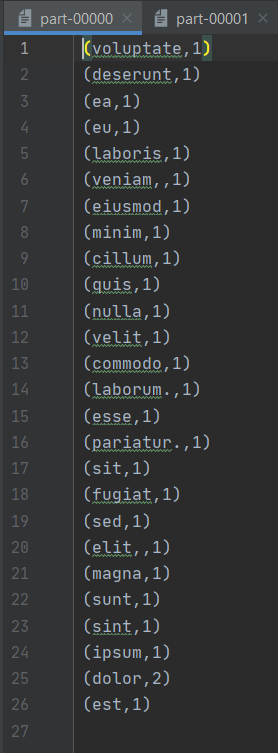 part-00000 × part-00001 ×
1 (voluptate,1)
2 (deserunt,1)
3 (ea,1)
4 (eu,1)
5 (laboris,1)
6 (veniam,,1)
7 (eiusmod,1)
8 (minim,1)
9 (cillum,1)
10 (quis,1)
11 (nulla,1)
12 (velit,1)
13 (commodo,1)
14 (laborum.,1)
15 (esse,1)
16 (pariatur.,1)
17 (sit,1)
18 (fugiat,1)
19 (sed,1)
20 (elit,,1)
21 (magna,1)
22 (sunt,1)
23 (sint,1)
24 (ipsum,1)
25 (dolor,2)
26 (est,1)
27